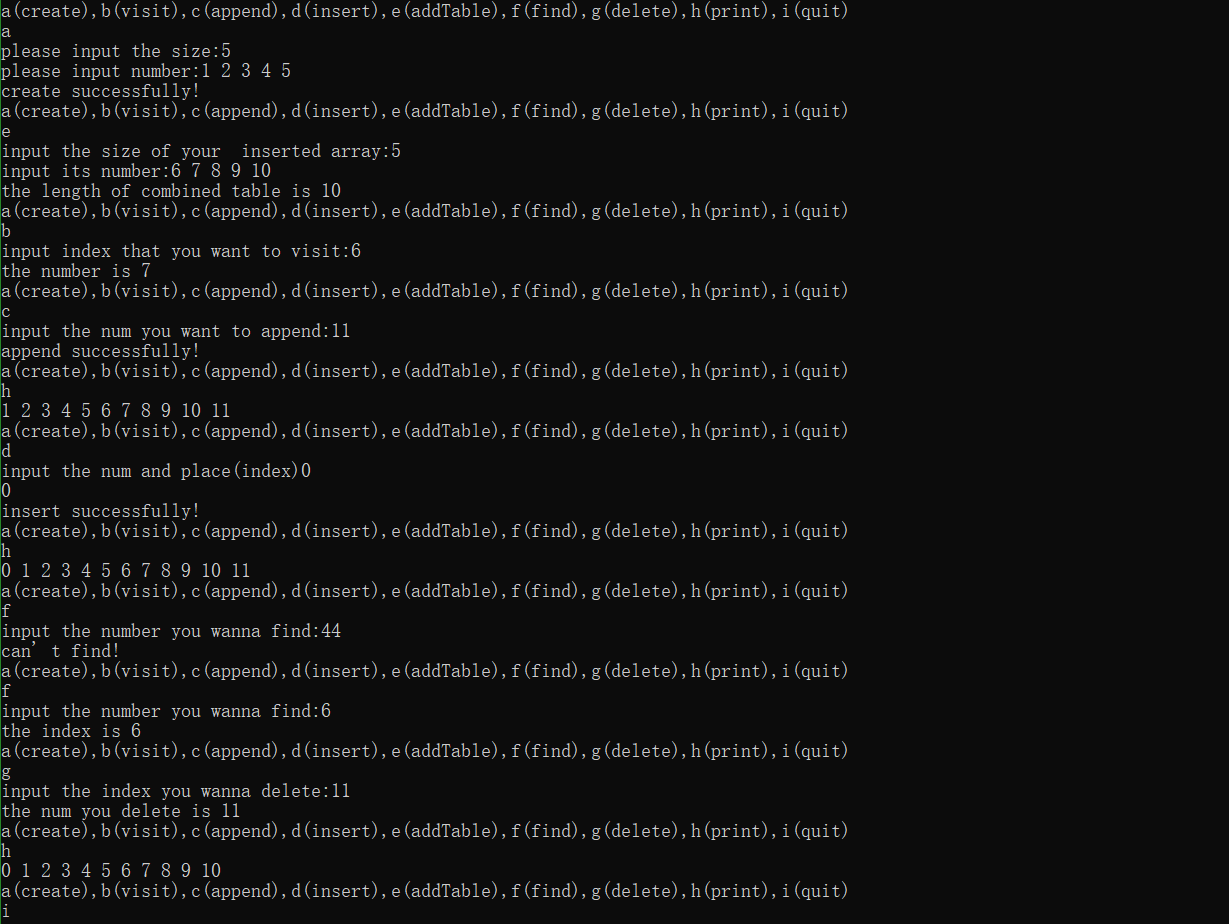 a(create),b(visit),c(append),d(insert),e(addTable),f(find),g(delete),h(print),i(quit)
a
please input the size:5
please input number:1 2 3 4 5
create successfully!
a(create),b(visit),c(append),d(insert),e(addTable),f(find),g(delete),h(print),i(quit)
e
input the size of your  inserted array:5
input its number:6 7 8 9 10
the length of combined table is 10
a(create),b(visit),c(append),d(insert),e(addTable),f(find),g(delete),h(print),i(quit)
b
input index that you want to visit:6
the number is 7
a(create),b(visit),c(append),d(insert),e(addTable),f(find),g(delete),h(print),i(quit)
c
input the num you want to append:11
append successfully!
a(create),b(visit),c(append),d(insert),e(addTable),f(find),g(delete),h(print),i(quit)
h
1 2 3 4 5 6 7 8 9 10 11
a(create),b(visit),c(append),d(insert),e(addTable),f(find),g(delete),h(print),i(quit)
d
input the num and place(index)0
0
insert successfully!
a(create),b(visit),c(append),d(insert),e(addTable),f(find),g(delete),h(print),i(quit)
h
0 1 2 3 4 5 6 7 8 9 10 11
a(create),b(visit),c(append),d(insert),e(addTable),f(find),g(delete),h(print),i(quit)
f
input the number you wanna find:44
can’t find!
a(create),b(visit),c(append),d(insert),e(addTable),f(find),g(delete),h(print),i(quit)
f
input the number you wanna find:6
the index is 6
a(create),b(visit),c(append),d(insert),e(addTable),f(find),g(delete),h(print),i(quit)
g
input the index you wanna delete:11
the num you delete is 11
a(create),b(visit),c(append),d(insert),e(addTable),f(find),g(delete),h(print),i(quit)
h
0 1 2 3 4 5 6 7 8 9 10
a(create),b(visit),c(append),d(insert),e(addTable),f(find),g(delete),h(print),i(quit)
i